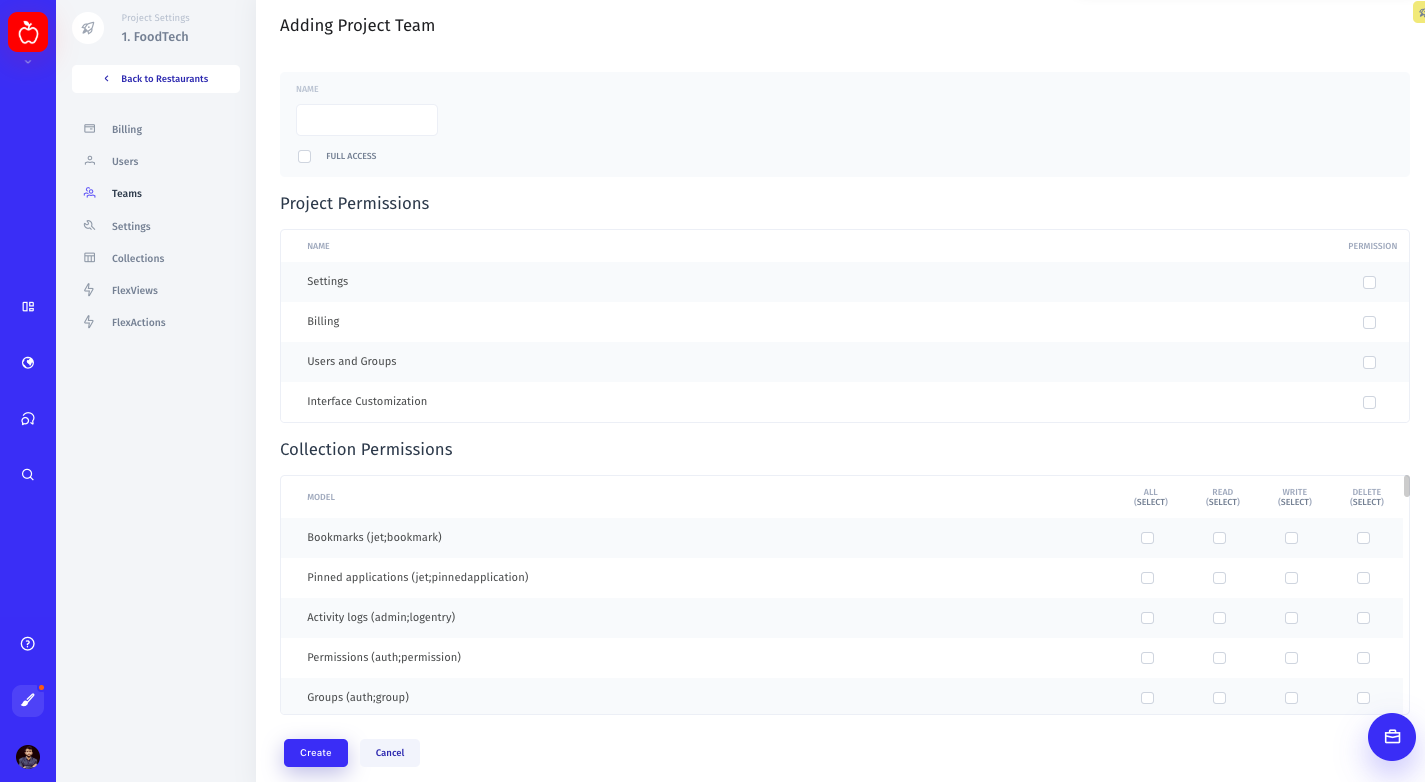 Project Settings
1. FoodTech
Back to Restaurants
Billing
Users
Teams
Settings
Collections
FlexViews
FlexActions
Adding Project Team
NAME
FULL ACCESS
Project Permissions
NAME PERMISSION
Settings
Billing
Users and Groups
Interface Customization
Collection Permissions
MODEL ALL (SELECT) READ (SELECT) WRITE (SELECT) DELETE (SELECT)
Bookmarks (jet;bookmark)
Pinned applications (jet;pinnedapplication)
Activity logs (admin;logentry)
Permissions (auth;permission)
Groups (auth;group)
Create Cancel